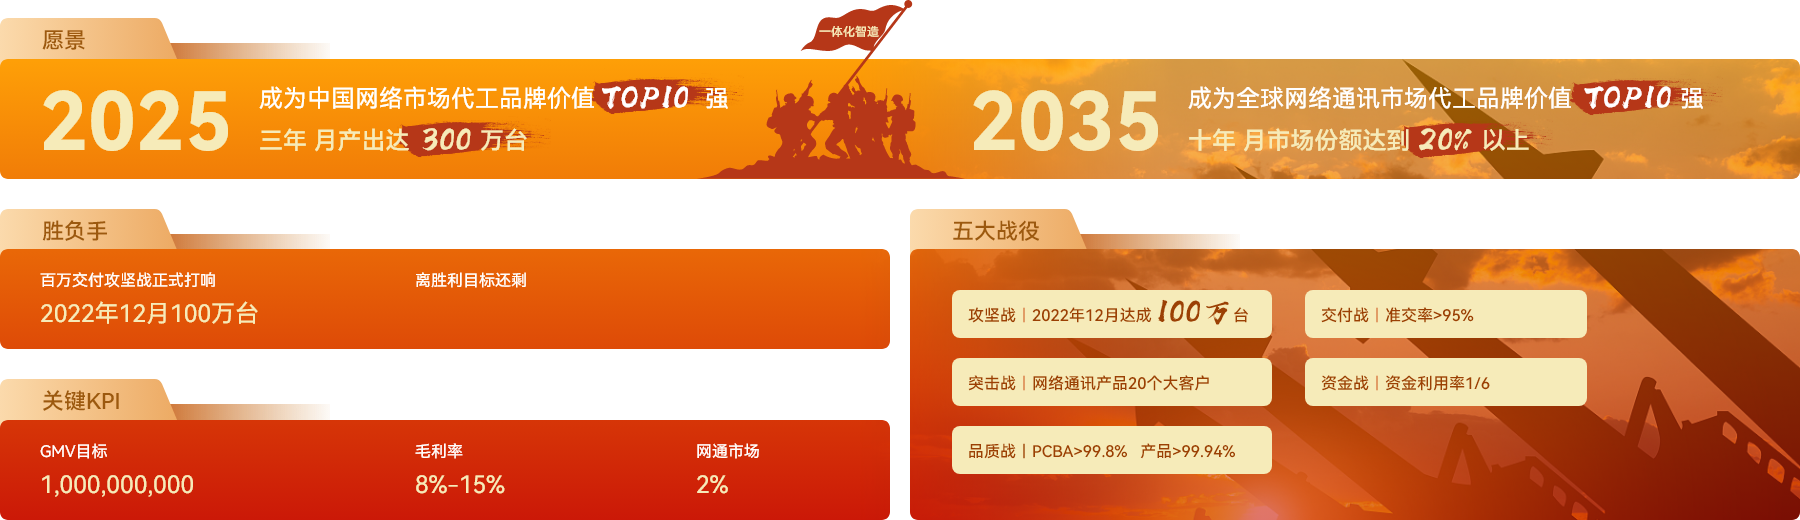 愿景
一体化智造
2025
成为中国网络市场代工品牌价值 TOP10 强
三年 月产出达 300 万台
2035
成为全球网络通讯市场代工品牌价值 TOP10 强
十年 月市场份额达到 20% 以上
胜负手
百万交付攻坚战正式打响
2022年12月100万台
离胜利目标还剩
关键KPI
GMV目标
1,000,000,000
毛利率
8%-15%
网通市场
2%
五大战役
攻坚战|2022年12月达成 100万 台
交付战|准交率>95%
突击战|网络通讯产品20个大客户
资金战|资金利用率1/6
品质战|PCBA>99.8% 产品>99.94%